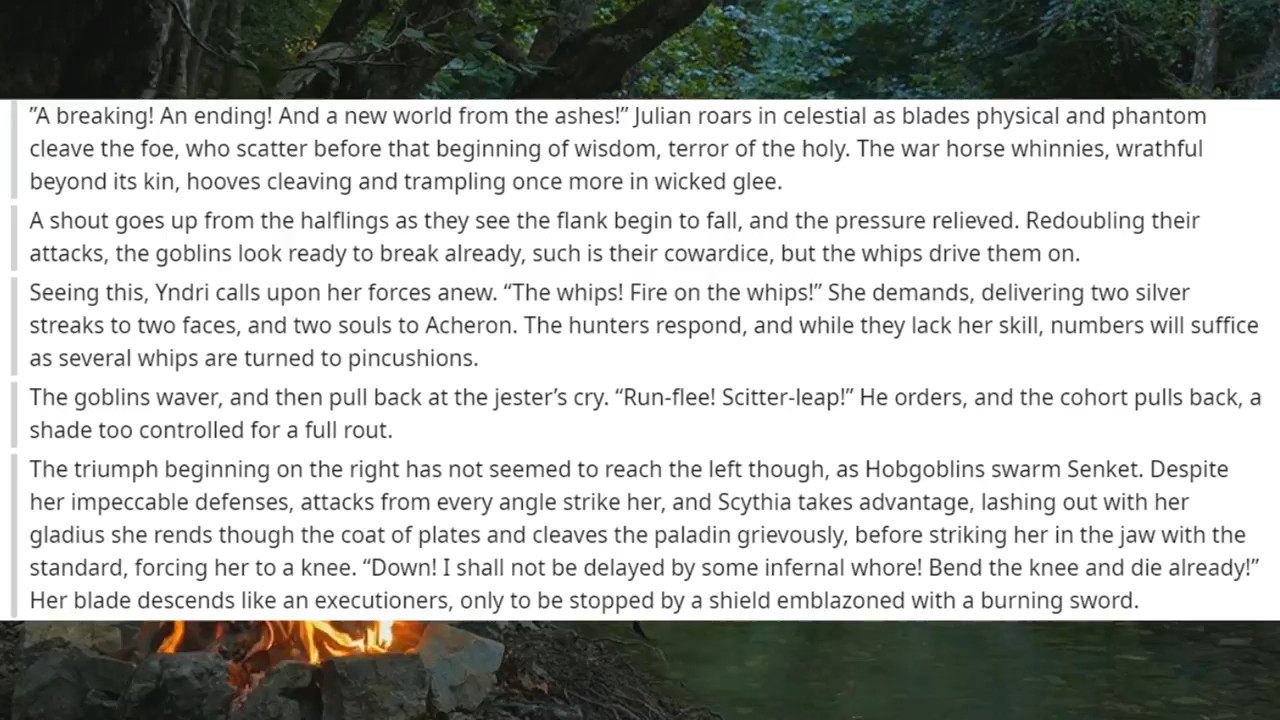 ”A breaking! An ending! And a new world from the ashes!” Julian roars in celestial as blades physical and phantom
cleave the foe, who scatter before that beginning of wisdom, terror of the holy. The war horse whinnies, wrathful
beyond its kin, hooves cleaving and trampling once more in wicked glee.
A shout goes up from the halflings as they see the flank begin to fall, and the pressure relieved. Redoubling their
attacks, the goblins look ready to break already, such is their cowardice, but the whips drive them on.
Seeing this, Yndri calls upon her forces anew. “The whips! Fire on the whips!” She demands, delivering two silver
streaks to two faces, and two souls to Acheron. The hunters respond, and while they lack her skill, numbers will suffice
as several whips are turned to pincushions.
The goblins waver, and then pull back at the jester’s cry. “Run-flee! Scitter-leap!” He orders, and the cohort pulls back, a
shade too controlled for a full rout.
The triumph beginning on the right has not seemed to reach the left though, as Hobgoblins swarm Senket. Despite
her impeccable defenses, attacks from every angle strike her, and Scythia takes advantage, lashing out with her
gladius she rends though the coat of plates and cleaves the paladin grievously, before striking her in the jaw with the
standard, forcing her to a knee. “Down! I shall not be delayed by some infernal whore! Bend the knee and die already!”
Her blade descends like an executioners, only to be stopped by a shield emblazoned with a burning sword.